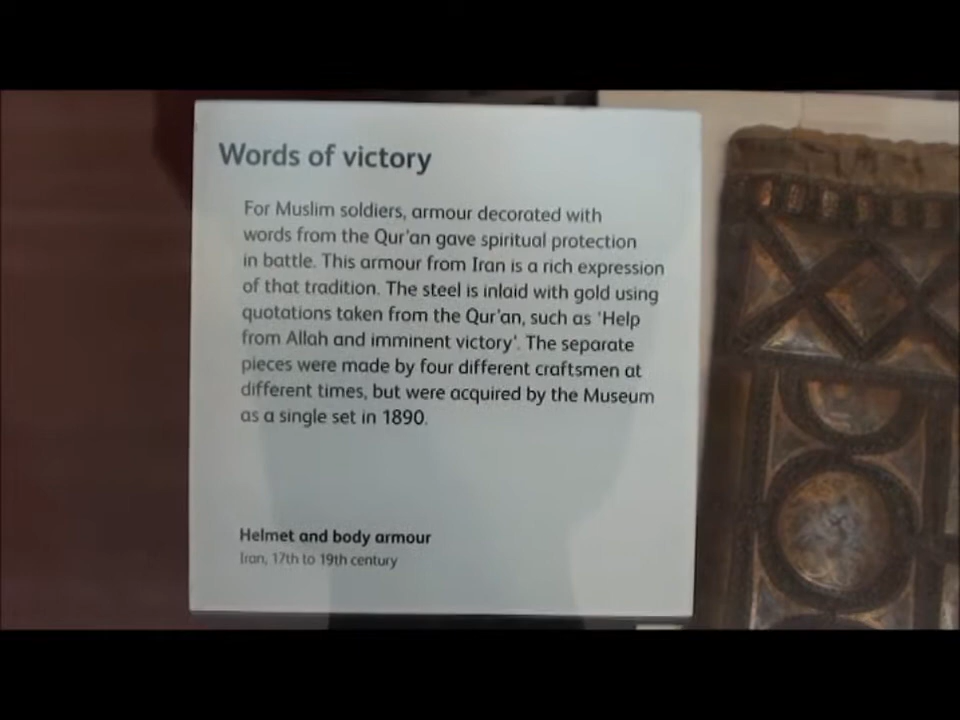 Words of victory
For Muslim soldiers, armour decorated with
words from the Qur'an gave spiritual protection
in battle. This armour from Iran is a rich expression
of that tradition. The steel is inlaid with gold using
quotations taken from the Qur'an, such as 'Help
from Allah and imminent victory'. The separate
pieces were made by four different craftsmen at
different times, but were acquired by the Museum
as a single set in 1890.
Helmet and body armour
Iran, 17th to 19th century